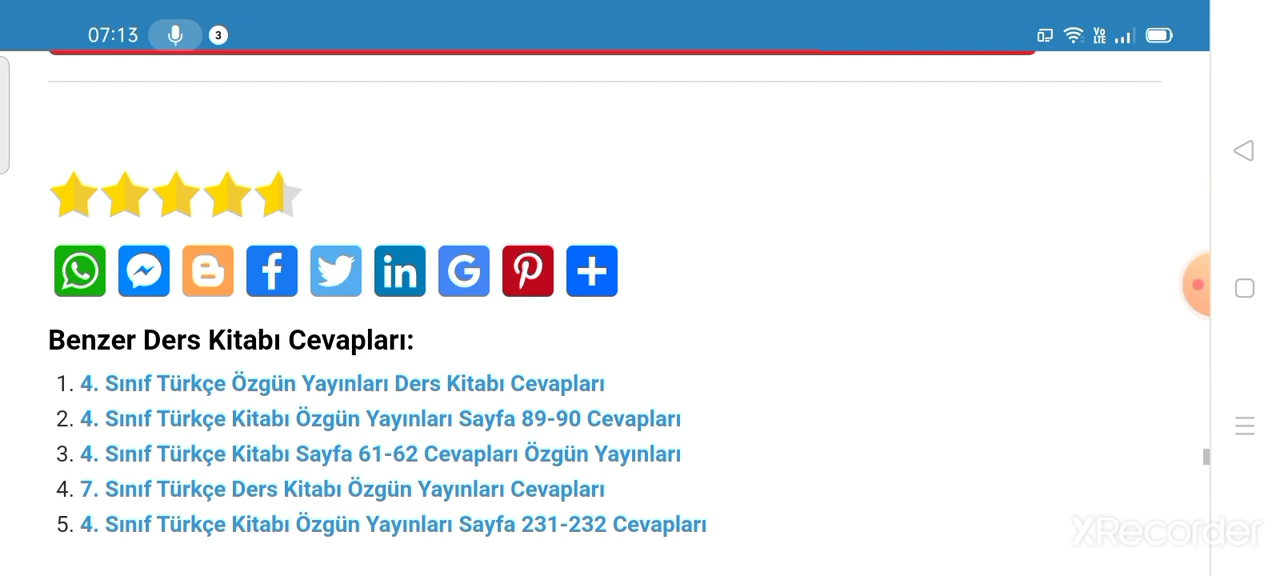 07:13
3
Vo
LTE
in
G
Benzer Ders Kitabı Cevapları:
1. 4. Sınıf Türkçe Özgün Yayınları Ders Kitabı Cevapları
2. 4. Sınıf Türkçe Kitabı Özgün Yayınları Sayfa 89-90 Cevapları
3. 4. Sınıf Türkçe Kitabı Sayfa 61-62 Cevapları Özgün Yayınları
4. 7. Sınıf Türkçe Ders Kitabı Özgün Yayınları Cevapları
5. 4. Sınıf Türkçe Kitabı Özgün Yayınları Sayfa 231-232 Cevapları
XRecorder